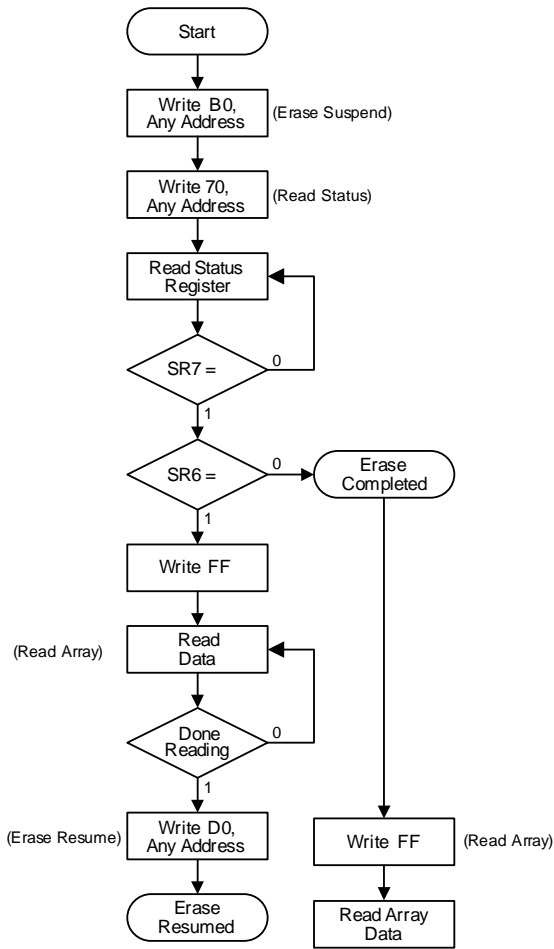 Start
Write B0,
Any Address
(Erase Suspend)
Write 70,
Any Address
(Read Status)
Read Status
Register
SR7 =
0
1
SR6 =
0
Erase
Completed
1
Write FF
(Read Array)
Read
Data
Done
Reading
0
1
(Erase Resume)
Write D0,
Any Address
Write FF
(Read Array)
Erase
Resumed
Read Array
Data